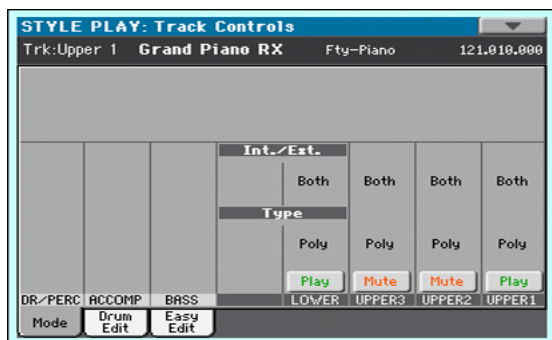 STYLE PLAY: Track Controls
Trk:Upper 1 Grand Piano RX Fty-Piano 121.010.000
Int./Ext.
Both Both Both Both
Type
Poly Poly Poly Poly
Play Mute Mute Play
DR/PERC ACCOMP BASS LOWER UPPER3 UPPER2 UPPER1
Mode Drum Edit Easy Edit